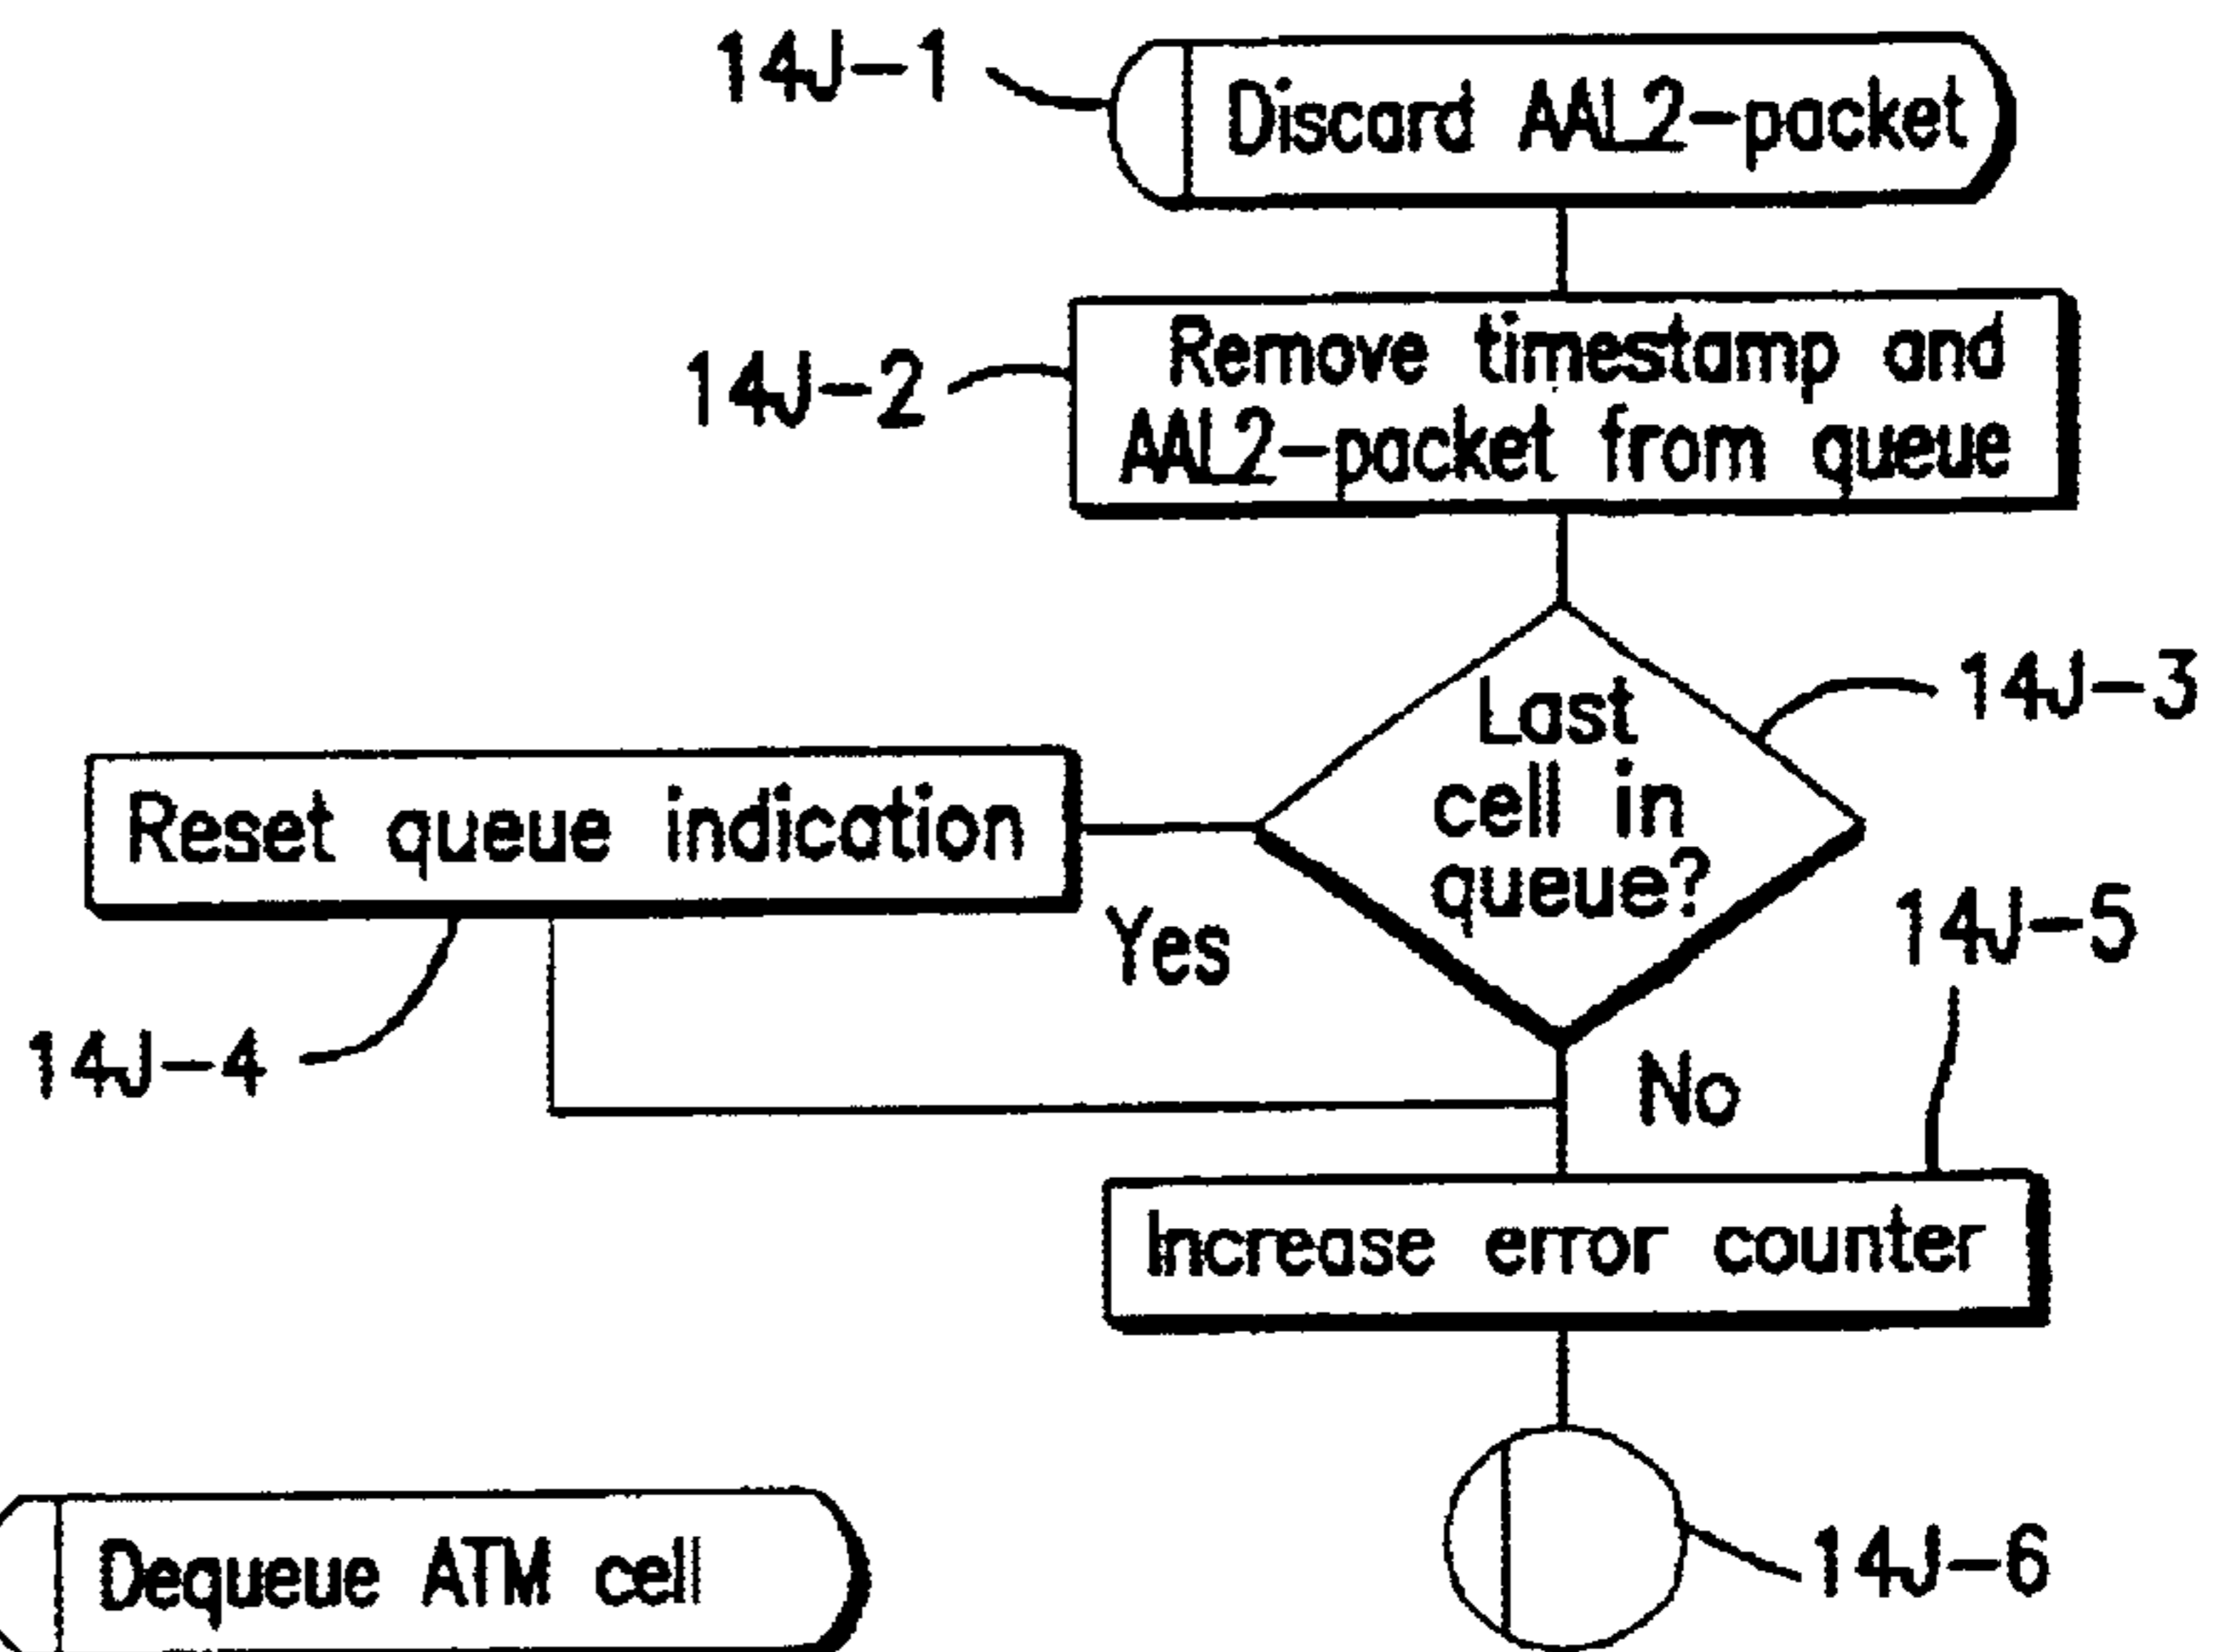 14J-1
Discard AAL2-packet
14J-2
Remove timestamp and
AAL2-packet from queue
14J-3
Last
cell in
queue?
Reset queue indication
Yes
14J-4
14J-5
No
Increase error counter
14J-6
Dequeue ATM cell